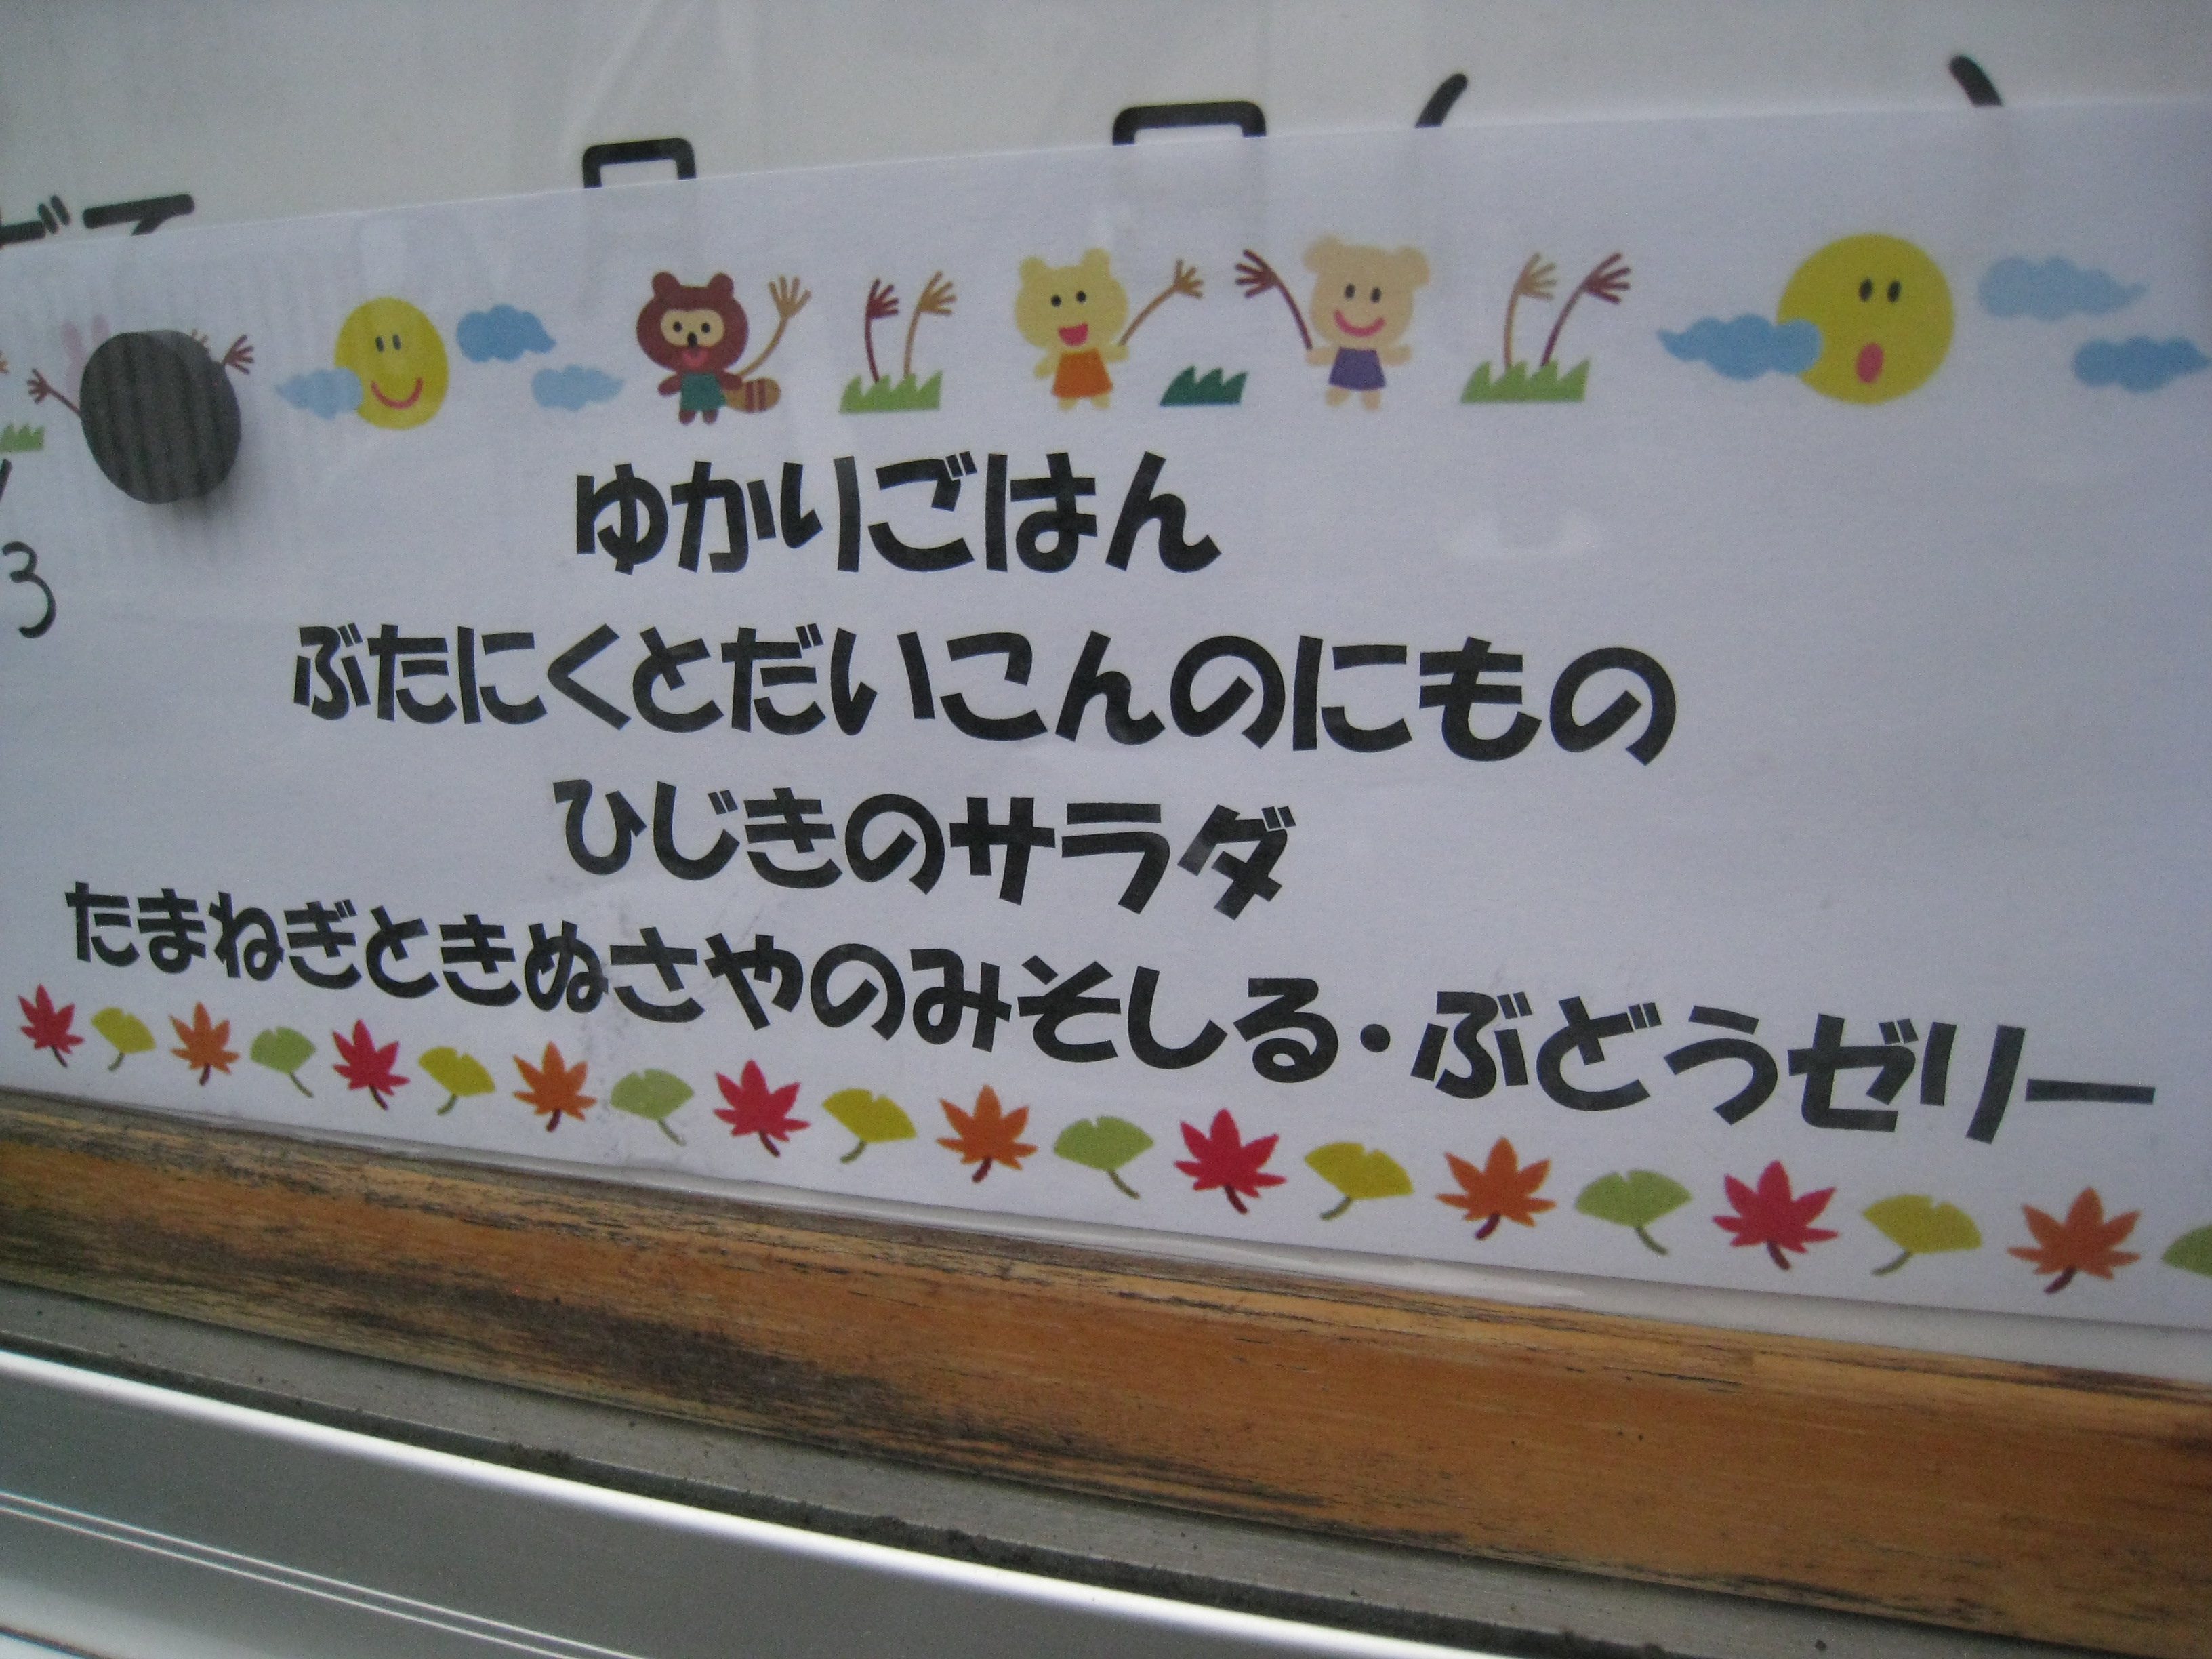 3
ゆかりごはん
ぶたにくとだいこんのにもの
ひじきのサラダ
たまねぎときぬさやのみそしる・ぶどうゼリー